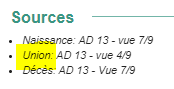 Sources
• Naissance: AD 13 - vue 7/9
• Union: AD 13 - vue 4/9
• Décès: AD 13 - Vue 7/9